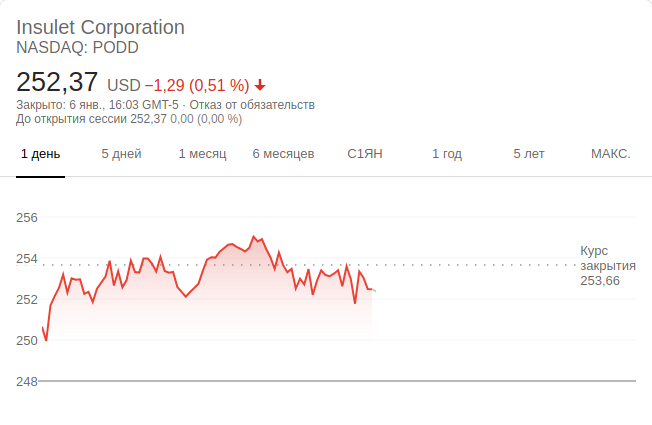 Insulet Corporation
NASDAQ: PODD
252,37 USD −1,29 (0,51 %)
Закрыто: 6 янв., 16:03 GMT-5 · Отказ от обязательств
До открытия сессии 252,37 0,00 (0,00 %)
1 день 5 дней 1 месяц 6 месяцев С1ЯН 1 год 5 лет МАКС.
256
254
252
250
248
Курс
закрытия
253,66